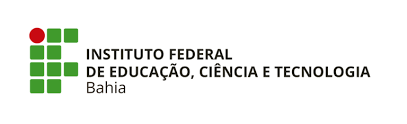 INSTITUTO FEDERAL
DE EDUCAÇÃO, CIÊNCIA E TECNOLOGIA
Bahia